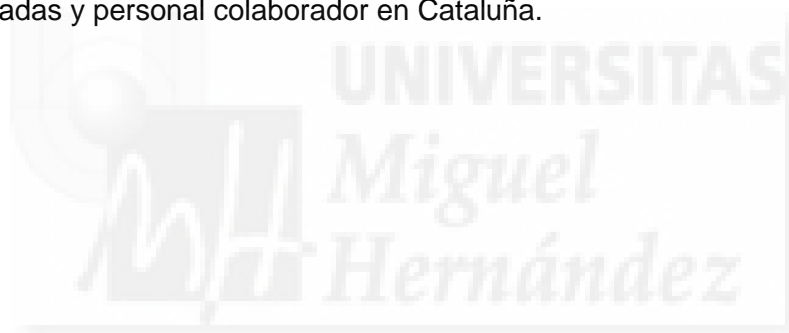 adas y personal colaborador en Cataluña.
UNIVERSITAS
Miguel
Hernández